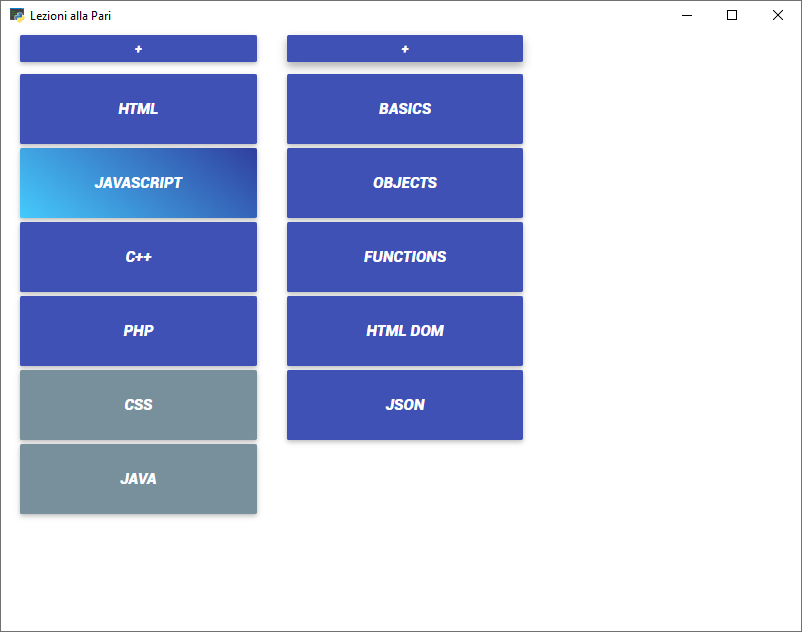 Lezioni alla Pari
+
HTML
JAVASCRIPT
C++
PHP
CSS
JAVA
+
BASICS
OBJECTS
FUNCTIONS
HTML DOM
JSON